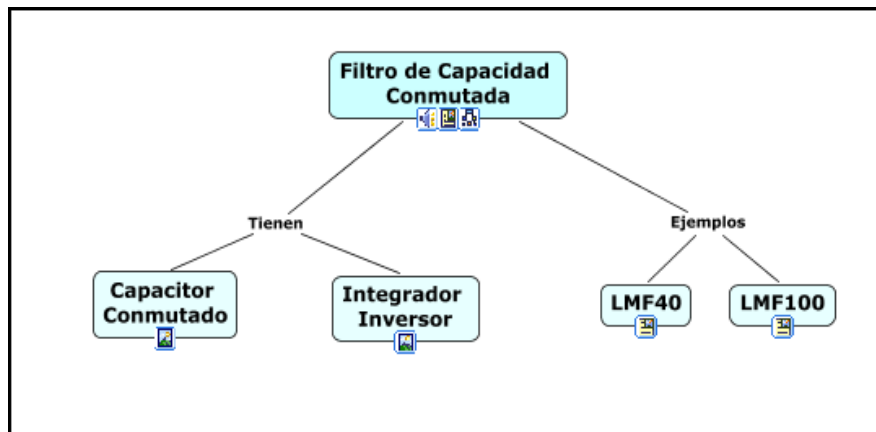 Filtro de Capacidad
Conmutada
Tienen
Ejemplos
Capacitor
Conmutado
Integrador
Inversor
LMF40
LMF100